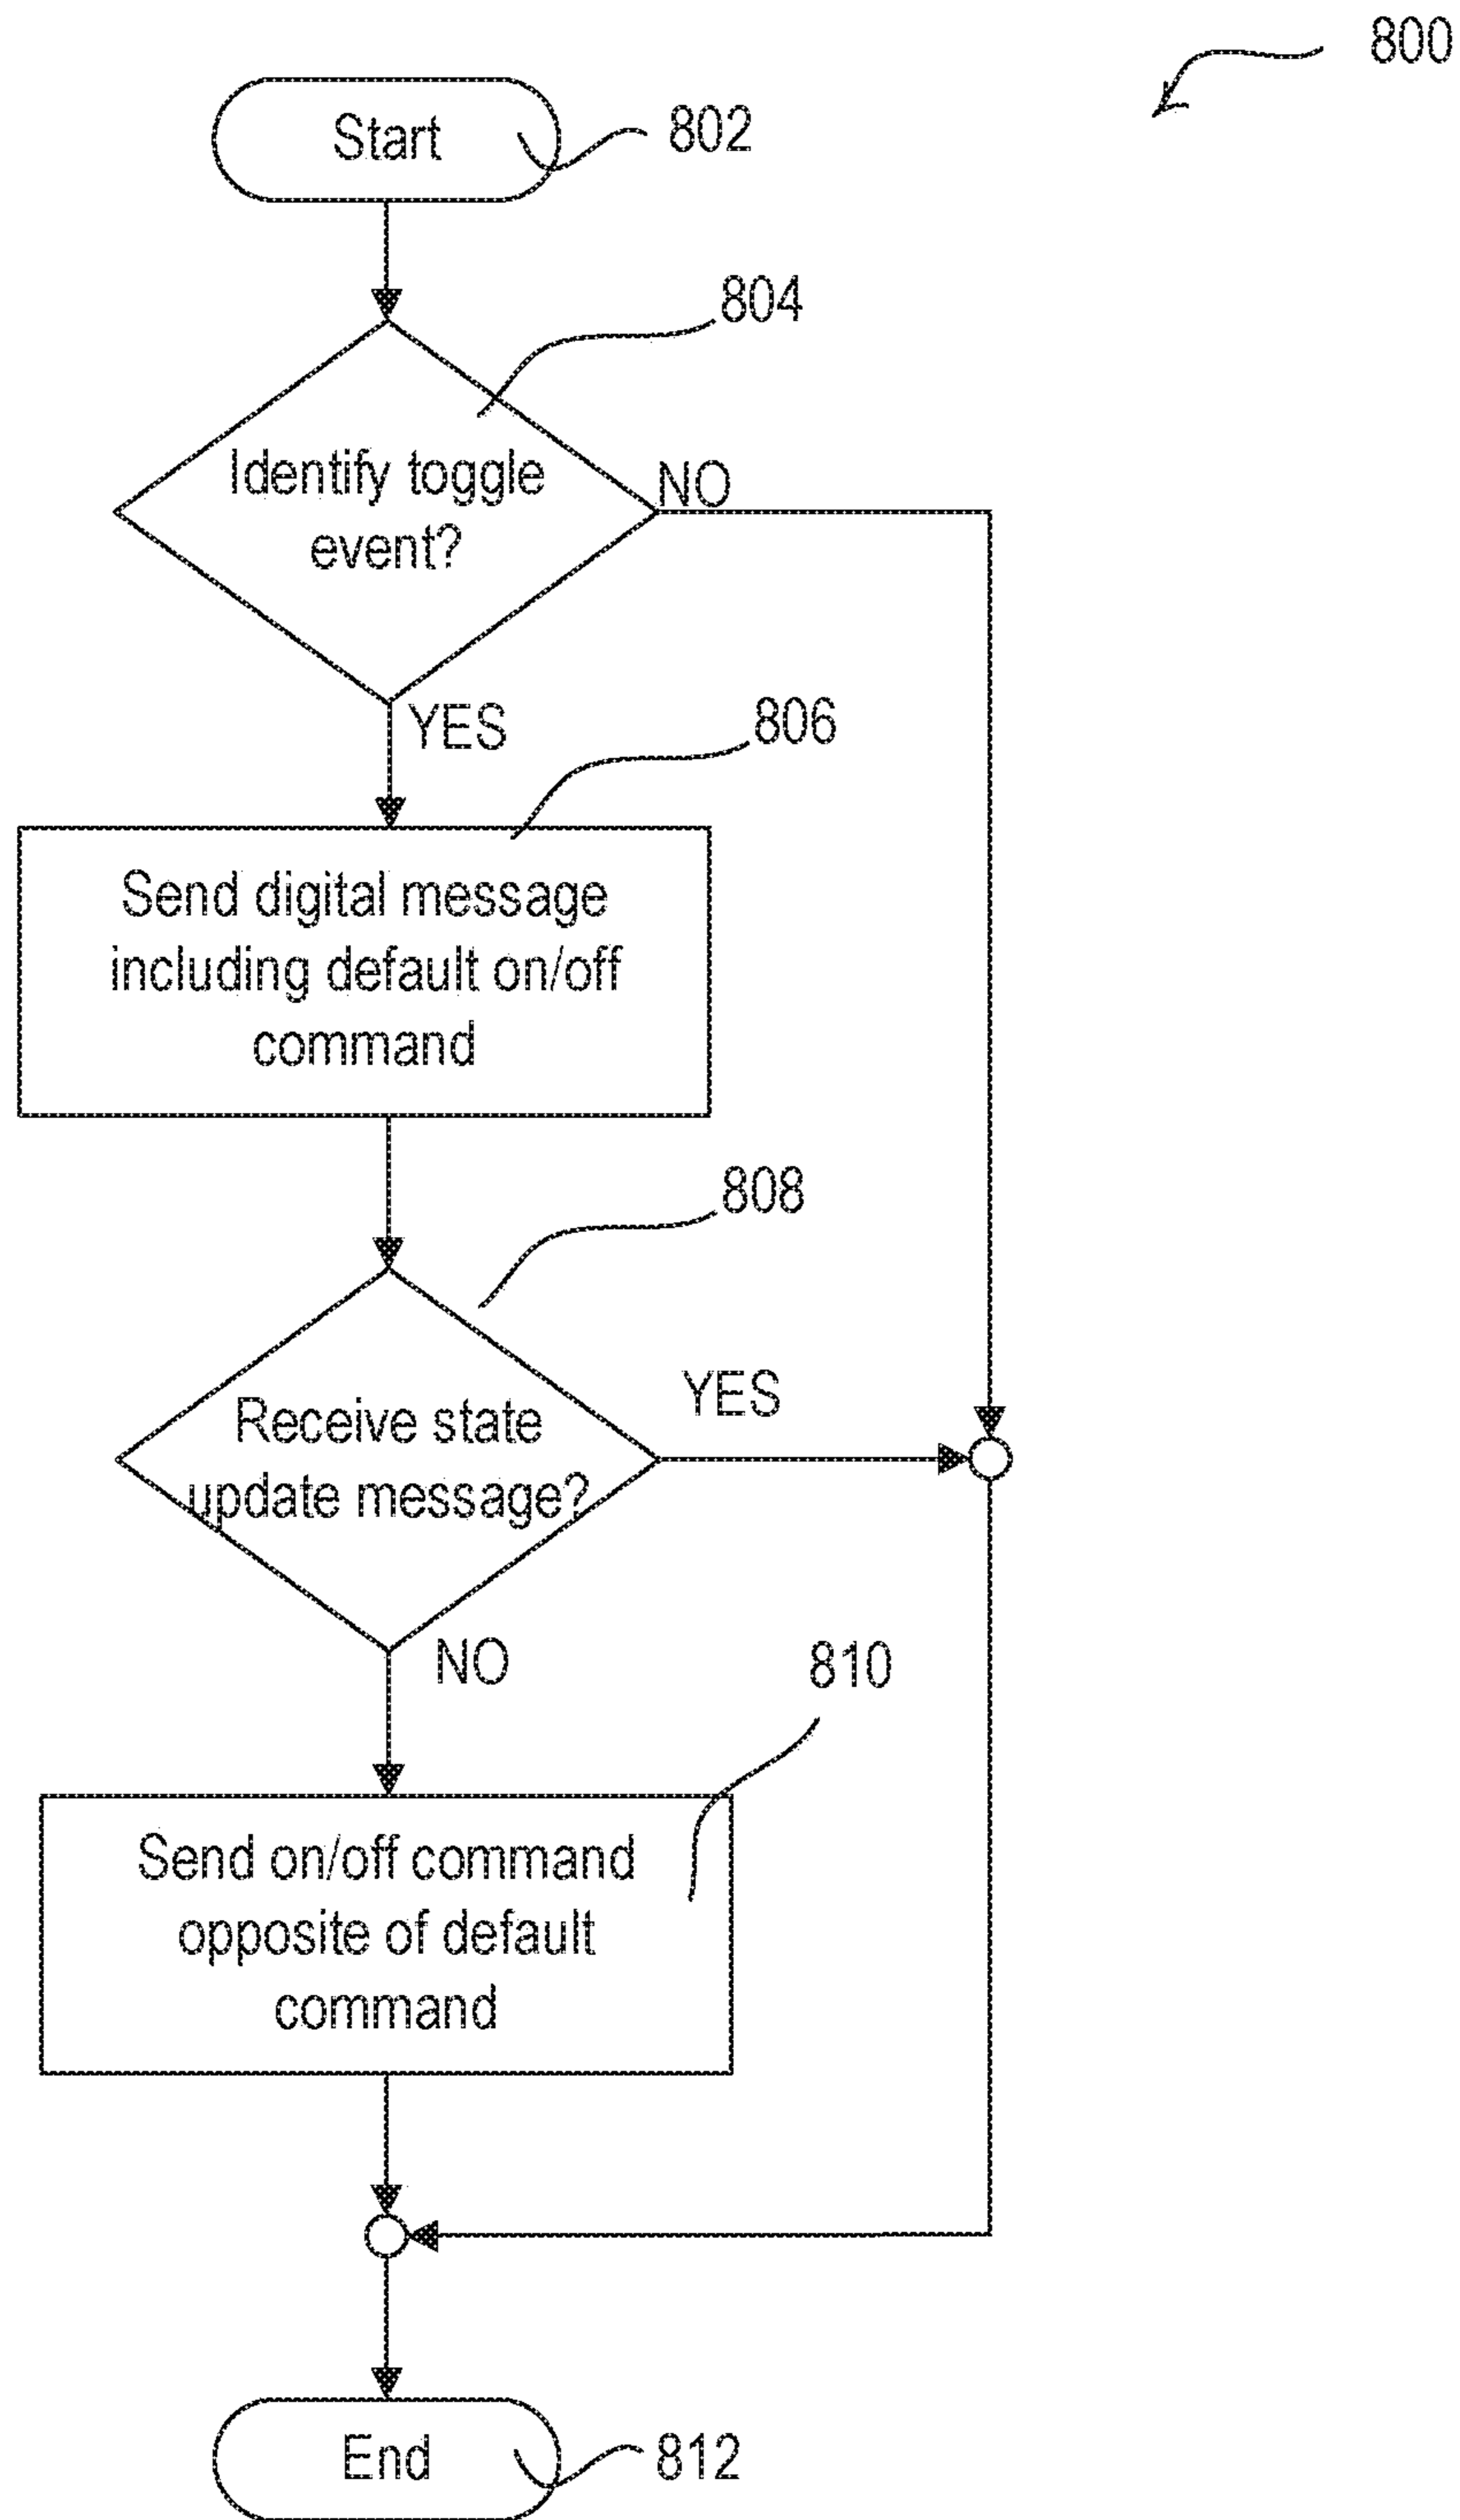 800
Start
802
804
Identify toggle
event?
NO
YES
806
Send digital message
including default on/off
command
808
Receive state
update message?
YES
NO
810
Send on/off command
opposite of default
command
End
812